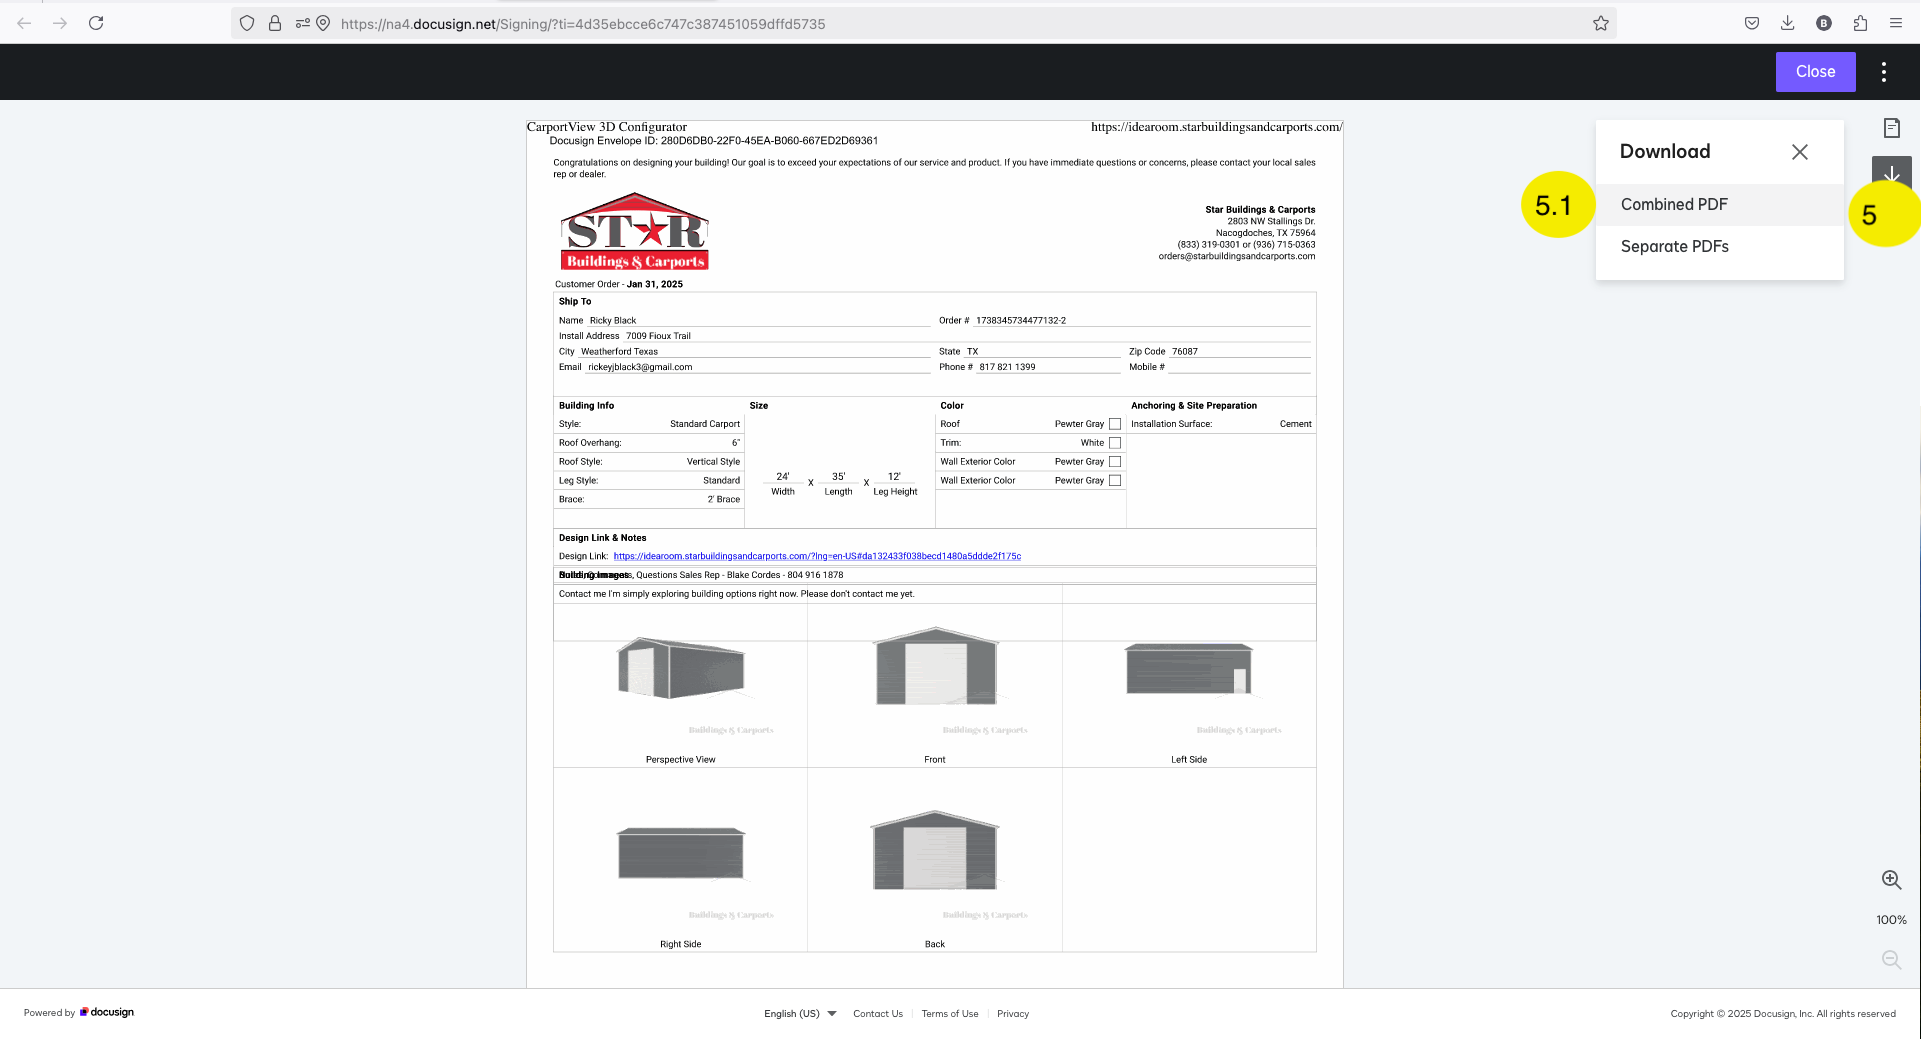 https://na4.docusign.net/Signing/?ti=4d35ebcce6c747c387451059dffd5735
B
Close
CarportView 3D Configurator https://idearoom.starbuildingsandcarports.com/
Docusign Envelope ID: 280D6DB0-22F0-45EA-B060-667ED2D69361
Congratulations on designing your building! Our goal is to exceed your expectations of our service and product. If you have immediate questions or concerns, please contact your local sales
rep or dealer.
STAR
Buildings & Carports
Star Buildings & Carports
2803 NW Stallings Dr.
Nacogdoches, TX 75964
(833) 319-0301 or (936) 715-0363
orders@starbuildingsandcarports.com
Customer Order - Jan 31, 2025
Ship To
Name Ricky Black Order # 1738345734477132-2
Install Address 7009 Fioux Trail
City Weatherford Texas State TX Zip Code 76087
Email rickeyjblack3@gmail.com Phone # 817 821 1399 Mobile #
Building Info Size Color Anchoring & Site Preparation
Style: Standard Carport Roof Pewter Gray Installation Surface: Cement
Roof Overhang: 6" Trim: White
Roof Style: Vertical Style Wall Exterior Color Pewter Gray
Leg Style: Standard 24' X 35' X 12' Wall Exterior Color Pewter Gray
Width Length Leg Height
Brace: 2' Brace
Design Link & Notes
Design Link: https://idearoom.starbuildingsandcarports.com/?lng=en-US#da132433f038becd1480a5ddde2f175c
Building Images, Questions Sales Rep - Blake Cordes - 804 916 1878
Contact me I'm simply exploring building options right now. Please don't contact me yet.
Buildings & Carports Buildings & Carports Buildings & Carports
Perspective View Front Left Side
Buildings & Carports Buildings & Carports
Right Side Back
Download
5.1 Combined PDF 5
Separate PDFs
100%
Powered by docusign
English (US) Contact Us Terms of Use Privacy
Copyright © 2025 Docusign, Inc. All rights reserved